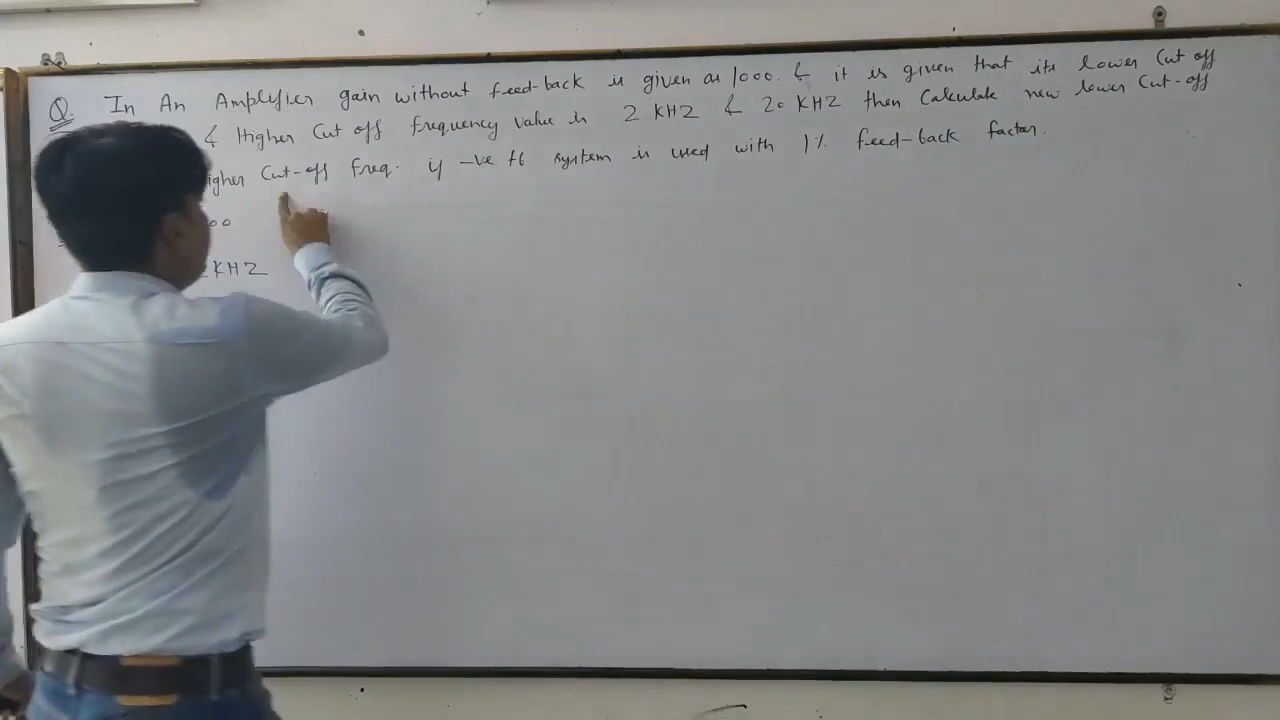 Q In An Amplifier gain without feed-back is given as 1000. & it is given that its lower Cut off
& Higher Cut off frequency value is 2 KHZ & 20 KHZ then Calculate new lower Cut-off
igher Cut-off freq. if -ve fb system is used with 1% feed-back factor.
00
2 KHZ